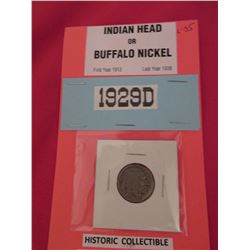 INDIAN HEAD
OR
BUFFALO NICKEL
First Year 1913 Last Year 1938
1929D
HISTORIC COLLECTIBLE